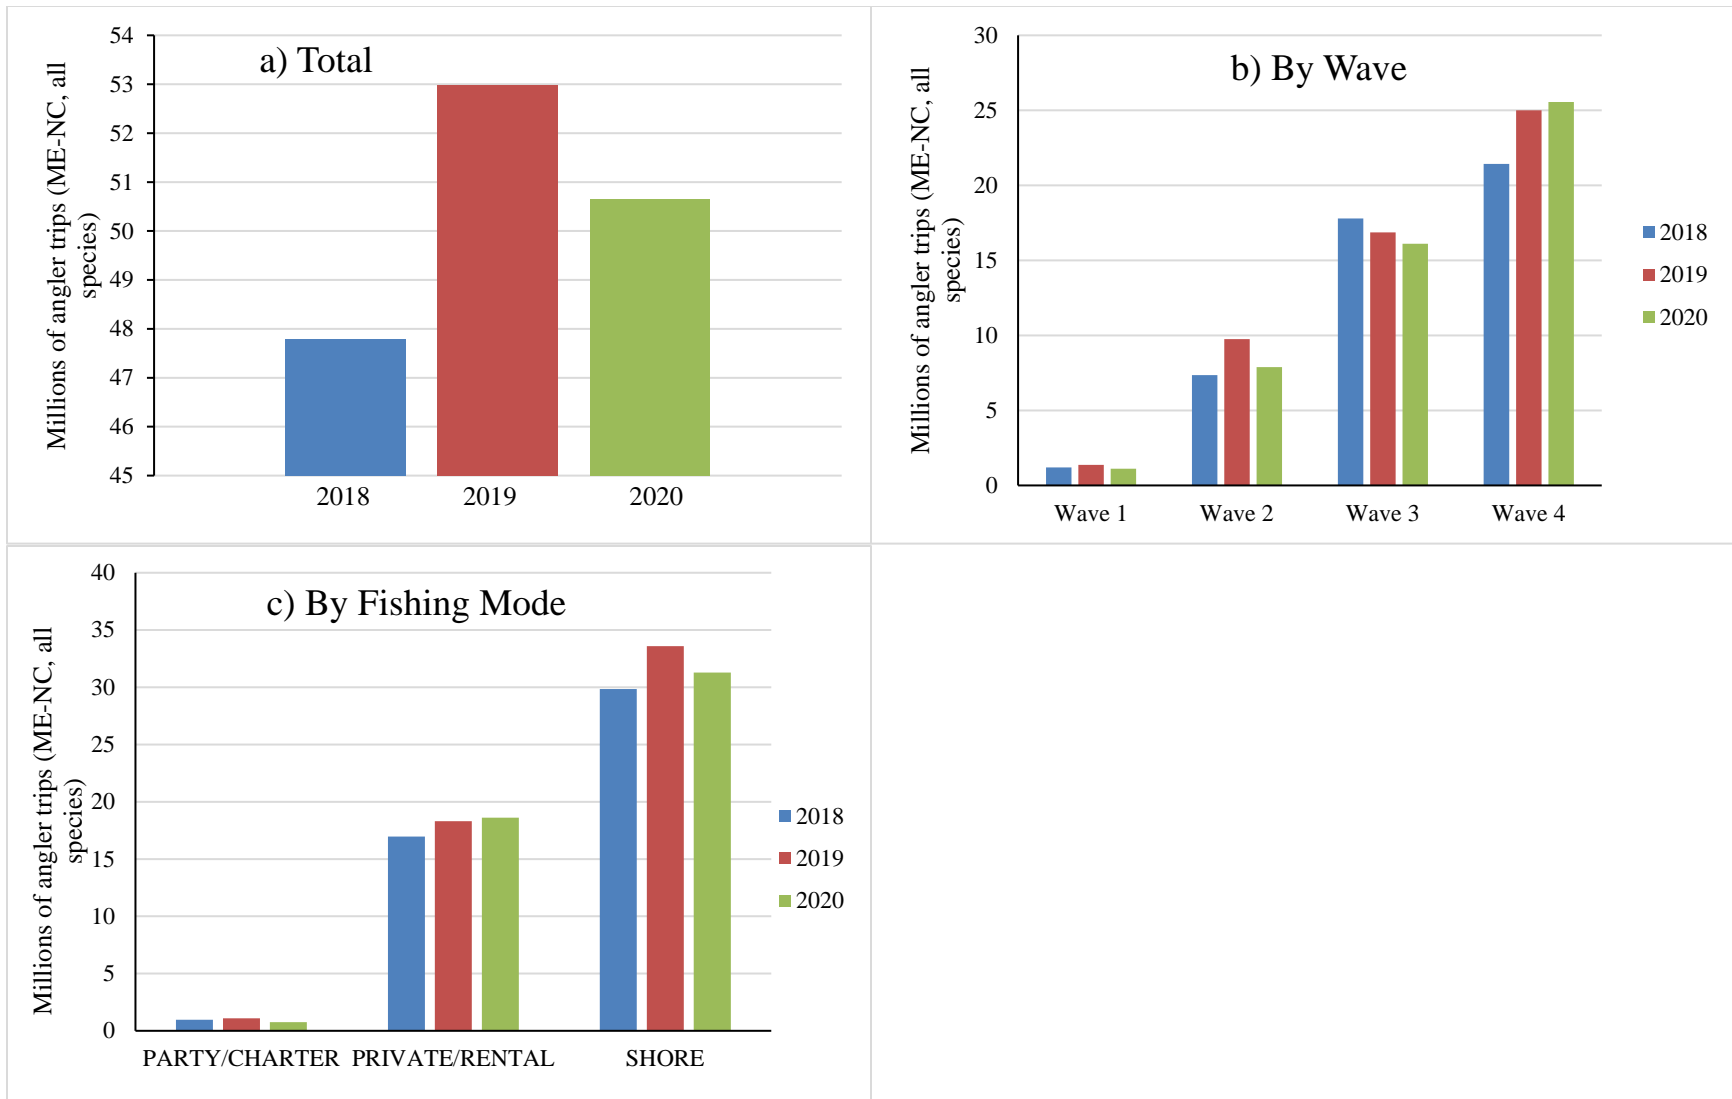 a) Total
Millions of angler trips (ME-NC, all
species)
54
53
52
51
50
49
48
47
46
45
2018
2019
2020
b) By Wave
Millions of angler trips (ME-NC, all
species)
30
25
20
15
10
5
0
Wave 1
Wave 2
Wave 3
Wave 4
2018
2019
2020
c) By Fishing Mode
Millions of angler trips (ME-NC, all
species)
40
35
30
25
20
15
10
5
0
PARTY/CHARTER
PRIVATE/RENTAL
SHORE
2018
2019
2020